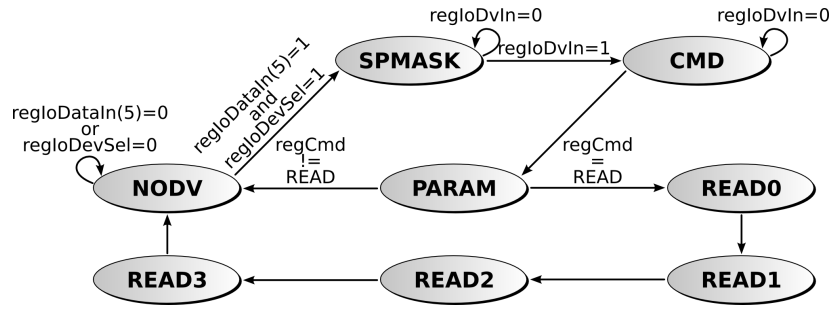 regIoDvIn=0
regIoDvIn=0
SPMASK
regIoDvIn=1
CMD
regIoDataIn(5)=1
and
regIoDevSel=1
regIoDataIn(5)=0
or
regIoDevSel=0
NODV
regCmd
!=
READ
PARAM
regCmd
=
READ
READ0
READ3
READ2
READ1